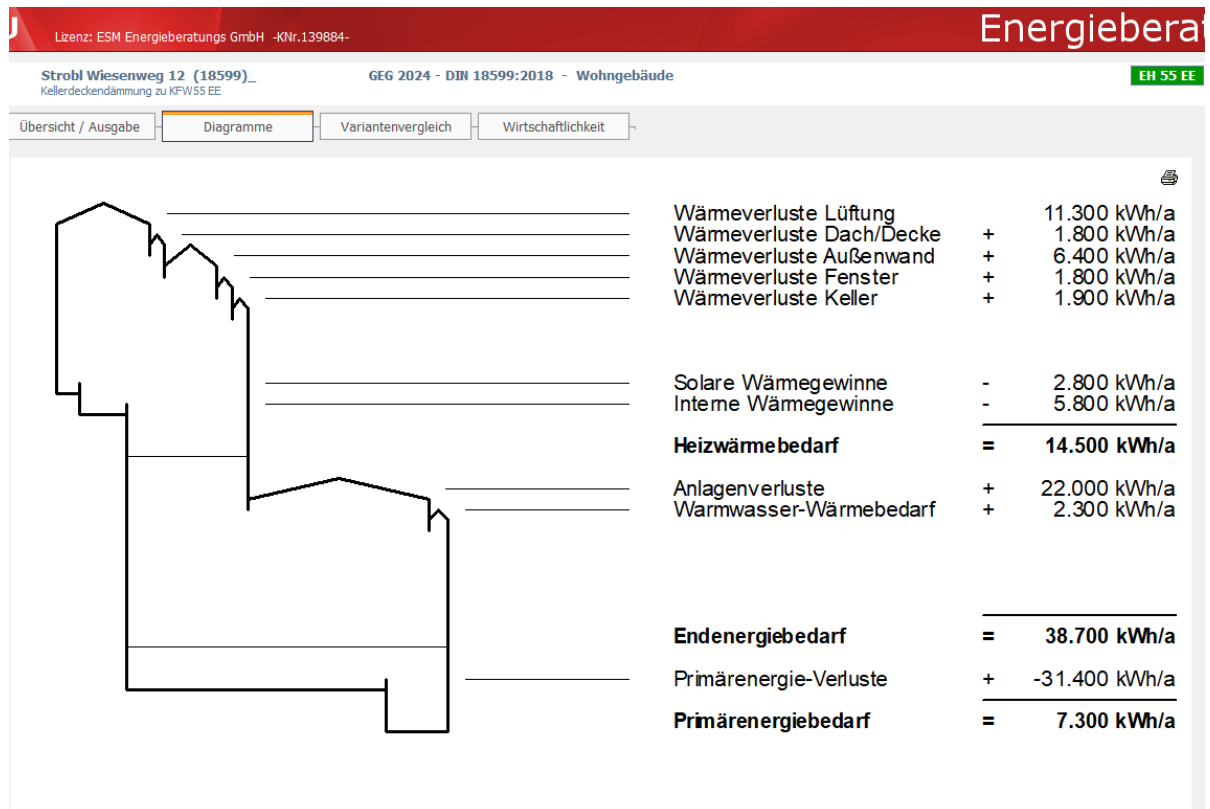 Lizenz: ESM Energieberatungs GmbH -KNr.139884-
Energiebera
Strobl Wiesenweg 12 (18599)_
GEG 2024 - DIN 18599:2018 - Wohngebäude
EH 55 EE
Kellerdeckendämmung zu KFW55 EE
Übersicht / Ausgabe
Diagramme
Variantenvergleich
Wirtschaftlichkeit
Wärmeverluste Lüftung 11.300 kWh/a
Wärmeverluste Dach/Decke + 1.800 kWh/a
Wärmeverluste Außenwand + 6.400 kWh/a
Wärmeverluste Fenster + 1.800 kWh/a
Wärmeverluste Keller + 1.900 kWh/a
Solare Wärmegewinne - 2.800 kWh/a
Interne Wärmegewinne - 5.800 kWh/a
Heizwärmebedarf = 14.500 kWh/a
Anlagenverluste + 22.000 kWh/a
Warmwasser-Wärmebedarf + 2.300 kWh/a
Endenergiebedarf = 38.700 kWh/a
Primärenergie-Verluste + -31.400 kWh/a
Primärenergiebedarf = 7.300 kWh/a